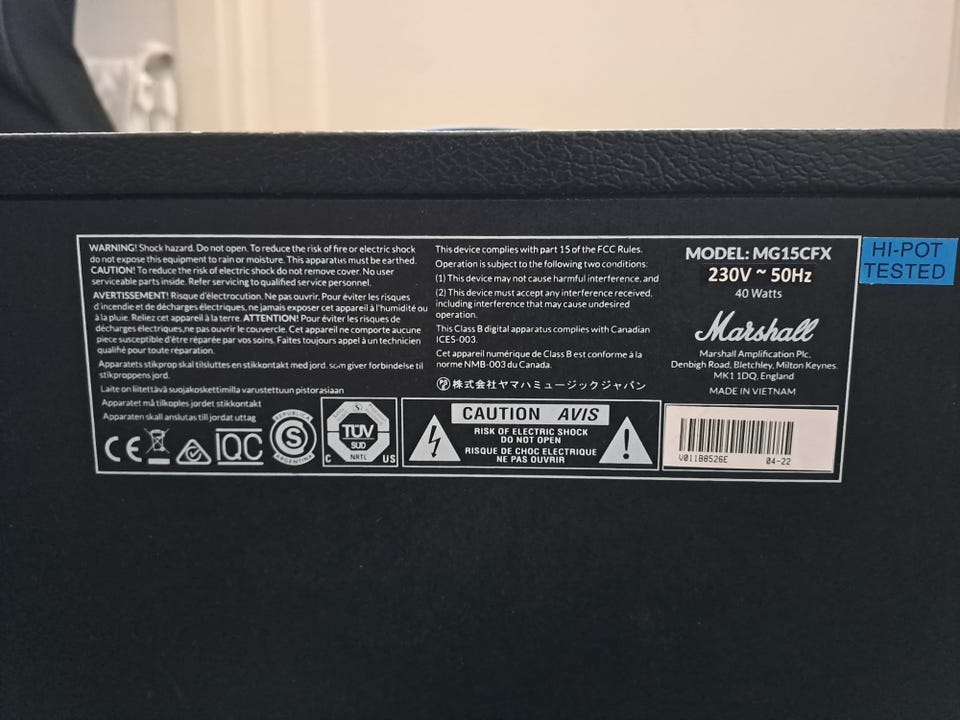 WARNING! Shock hazard. Do not open. To reduce the risk of fire or electric shock
do not expose this equipment to rain or moisture. This apparatus must be earthed.
CAUTION! To reduce the risk of electric shock do not remove cover. No user
serviceable parts inside. Refer servicing to qualified service personnel.
AVERTISSEMENT! Risque d'électrocution. Ne pas ouvrir. Pour éviter les risques
d'incendie et de décharges électriques, ne jamais exposer cet appareil à l'humidité ou
à la pluie. Reliez cet appareil à la terre. ATTENTION! Pour éviter les risques de
décharges électriques,ne pas ouvrir le couvercle. Cet appareil ne comporte aucune
piece susceptible d'être réparée par vos soins. Faites toujours appel à un technicien
qualifié pour toute réparation.
Apparatets stikprop skal tilsluttes en stikkontakt med jord. som giver forbindelse til
stikproppens jord.
Laite on liitettävä suojakoskettimilla varustettuun pistorasiaan
Apparatet må tilkoples jordet stikkontakt
Apparaten skall anslutas till jordat uttag
CE
IQC
REPUBLICA
S
ARGENTINA
TÜV
SUD
C NRTL US
This device complies with part 15 of the FCC Rules.
Operation is subject to the following two conditions:
(1) This device may not cause harmful interference, and
(2) This device must accept any interference received,
including interference that may cause undesired
operation.
This Class B digital apparatus complies with Canadian
ICES-003.
Cet appareil numérique de Class B est conforme à la
norme NMB-003 du Canada.
株式会社ヤマハミュージックジャパン
CAUTION AVIS
RISK OF ELECTRIC SHOCK
DO NOT OPEN
RISQUE DE CHOC ELECTRIQUE
NE PAS OUVRIR
MODEL: MG15CFX
230V ~ 50Hz
40 Watts
Marshall
Marshall Amplification Plc,
Denbigh Road, Bletchley, Milton Keynes.
MK1 1DQ, England
MADE IN VIETNAM
V011B8526E 04-22
HI-POT
TESTED